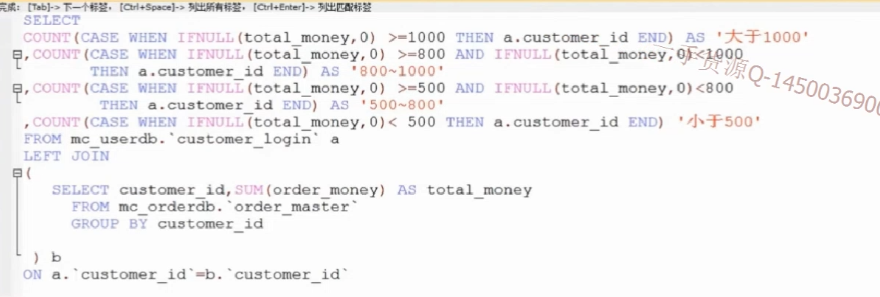 完成: [Tab]-> 下一个标签, [Ctrl+Space]-> 列出所有标签, [Ctrl+Enter]-> 列出匹配标签
SELECT
COUNT(CASE WHEN IFNULL(total_money,0) >=1000 THEN a.customer_id END) AS '大于1000'
,COUNT(CASE WHEN IFNULL(total_money,0) >=800 AND IFNULL(total_money,0)<1000
THEN a.customer_id END) AS '800~1000'
,COUNT(CASE WHEN IFNULL(total_money,0) >=500 AND IFNULL(total_money,0)<800
THEN a.customer_id END) AS '500~800'
,COUNT(CASE WHEN IFNULL(total_money,0)< 500 THEN a.customer_id END) '小于500'
FROM mc_userdb.`customer_login` a
LEFT JOIN
(
SELECT customer_id,SUM(order_money) AS total_money
FROM mc_orderdb.`order_master`
GROUP BY customer_id
) b
ON a.`customer_id`=b.`customer_id`
资源Q-1450036900